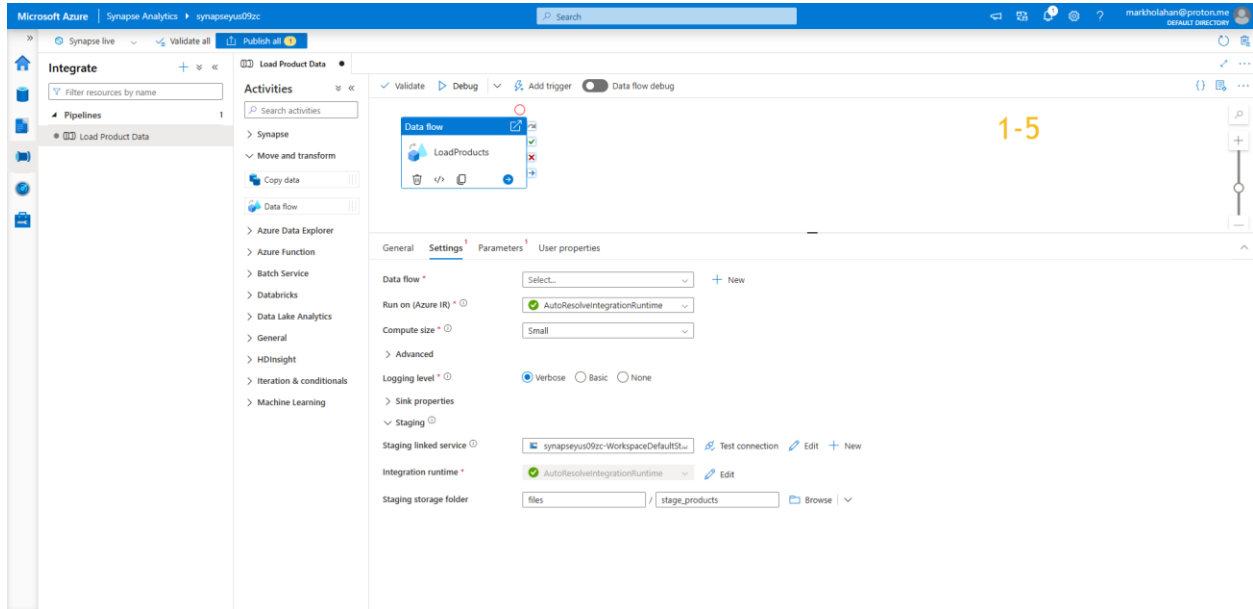 Microsoft Azure | Synapse Analytics ▸ synapseyus09zc
Search
1
?
markholahan@proton.me
DEFAULT DIRECTORY
»
Synapse live
Validate all
Publish all 1
Integrate
+
«
Filter resources by name
Pipelines 1
Load Product Data
Load Product Data ●
Activities
«
Search activities
Synapse
Move and transform
Copy data
Data flow
Azure Data Explorer
Azure Function
Batch Service
Databricks
Data Lake Analytics
General
HDInsight
Iteration & conditionals
Machine Learning
Validate
Debug
Add trigger
Data flow debug
{}
...
Data flow
LoadProducts
</>
1-5
General
Settings 1
Parameters 1
User properties
Data flow *
Select...
+ New
Run on (Azure IR) *
AutoResolveIntegrationRuntime
Compute size *
Small
Advanced
Logging level *
Verbose
Basic
None
Sink properties
Staging
Staging linked service
synapseyus09zc-WorkspaceDefaultSt...
Test connection
Edit
+ New
Integration runtime *
AutoResolveIntegrationRuntime
Edit
Staging storage folder
files
/
stage_products
Browse